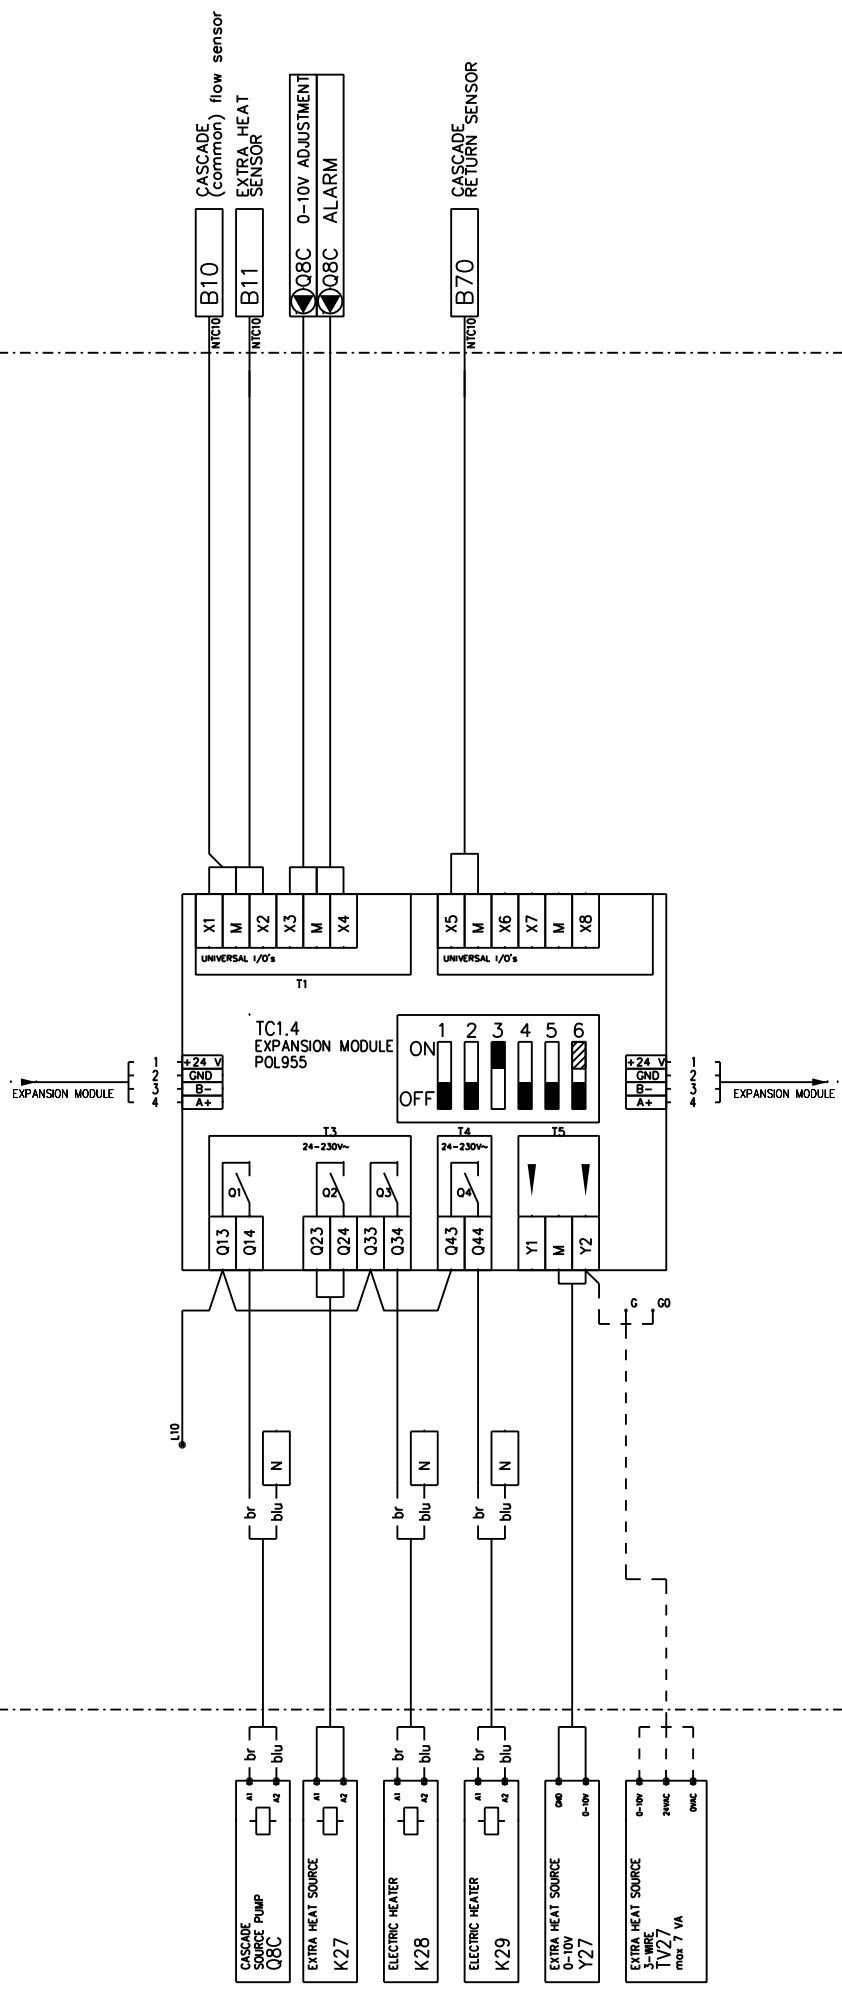 CASCADE
(common) flow sensor
EXTRA HEAT
SENSOR
0-10V ADJUSTMENT
ALARM
CASCADE
RETURN SENSOR
B10
B11
Q8C
Q8C
B70
NTC10
NTC10
NTC10
X1
M
X2
X3
M
X4
X5
M
X6
X7
M
X8
UNIVERSAL I/O's
UNIVERSAL I/O's
T1
TC1.4
EXPANSION MODULE
POL955
1 2 3 4 5 6
ON
OFF
1
2
3
4
+24 V
GND
B-
A+
EXPANSION MODULE
+24 V
GND
B-
A+
1
2
3
4
EXPANSION MODULE
T3
24-230V~
T4
24-230V~
T5
Q1
Q2
Q3
Q4
Q13
Q14
Q23
Q24
Q33
Q34
Q43
Q44
Y1
M
Y2
G
G0
L10
N
N
N
br
blu
br
blu
br
blu
br
blu
br
blu
br
blu
A1
A2
A1
A2
A1
A2
A1
A2
GND
0-10V
0-10V
24VAC
0VAC
CASCADE
SOURCE PUMP
Q8C
EXTRA HEAT SOURCE
K27
ELECTRIC HEATER
K28
ELECTRIC HEATER
K29
EXTRA HEAT SOURCE
0-10V
Y27
EXTRA HEAT SOURCE
3-WIRE
TV27
max 7 VA